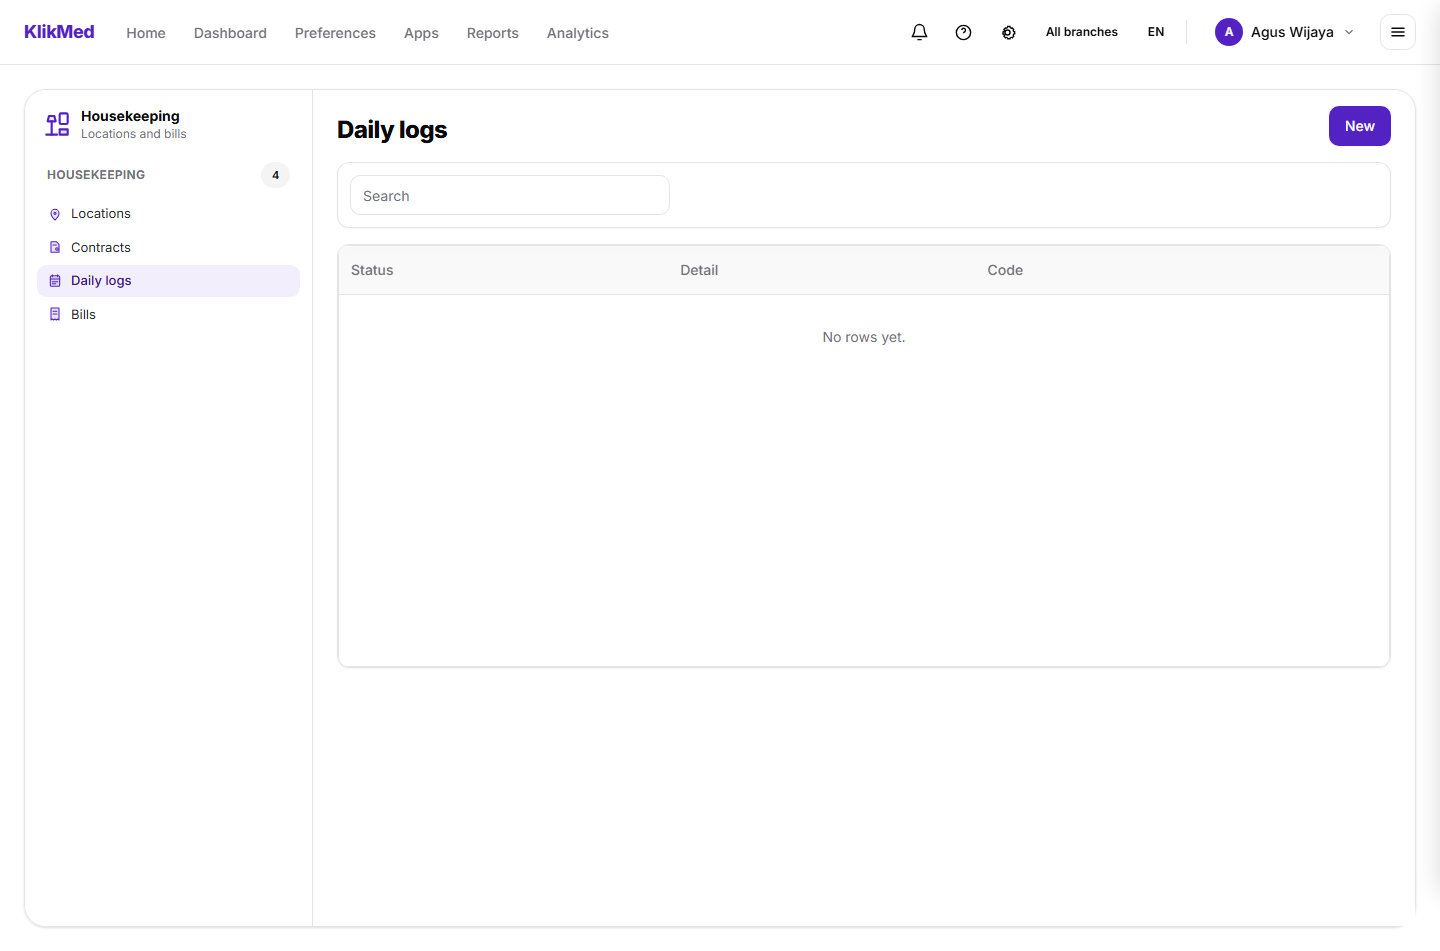 KlikMed
Home
Dashboard
Preferences
Apps
Reports
Analytics
All branches
EN
A
Agus Wijaya
Housekeeping
Locations and bills
HOUSEKEEPING
4
Locations
Contracts
Daily logs
Bills
Daily logs
New
Search
Status
Detail
Code
No rows yet.